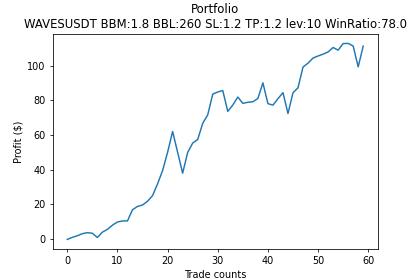 Portfolio
WAVESUSDT BBM:1.8 BBL:260 SL:1.2 TP:1.2 lev:10 WinRatio:78.0
100
80
60
40
20
0
Profit ($)
0 10 20 30 40 50 60
Trade counts